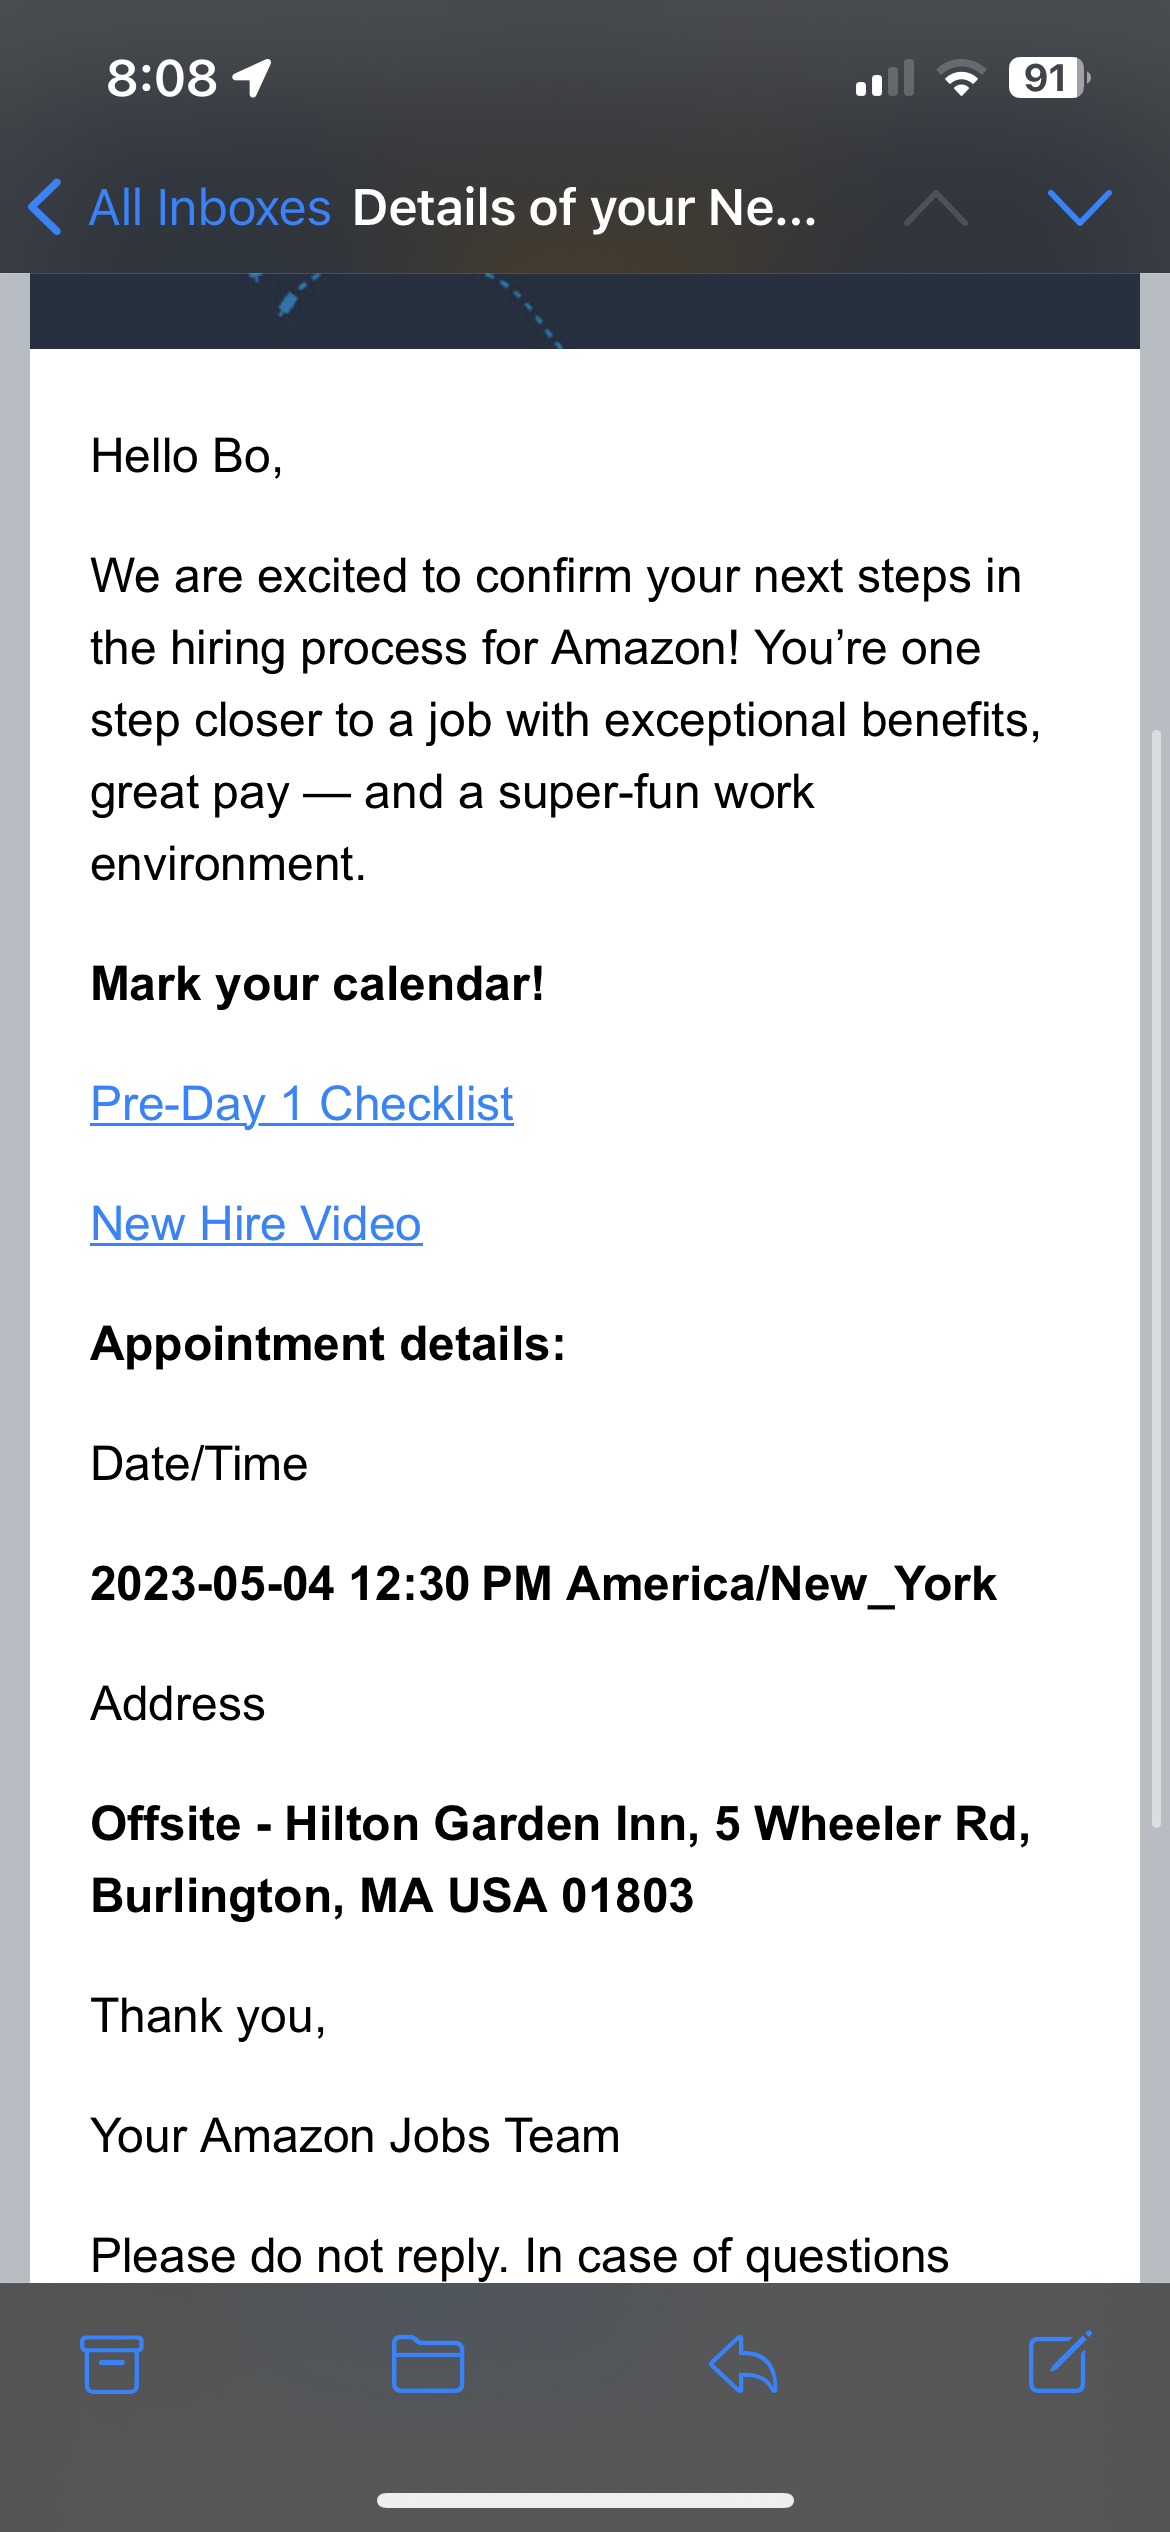 8:08
91
All Inboxes Details of your Ne...
Hello Bo,
We are excited to confirm your next steps in
the hiring process for Amazon! You’re one
step closer to a job with exceptional benefits,
great pay — and a super-fun work
environment.
Mark your calendar!
Pre-Day 1 Checklist
New Hire Video
Appointment details:
Date/Time
2023-05-04 12:30 PM America/New_York
Address
Offsite - Hilton Garden Inn, 5 Wheeler Rd,
Burlington, MA USA 01803
Thank you,
Your Amazon Jobs Team
Please do not reply. In case of questions